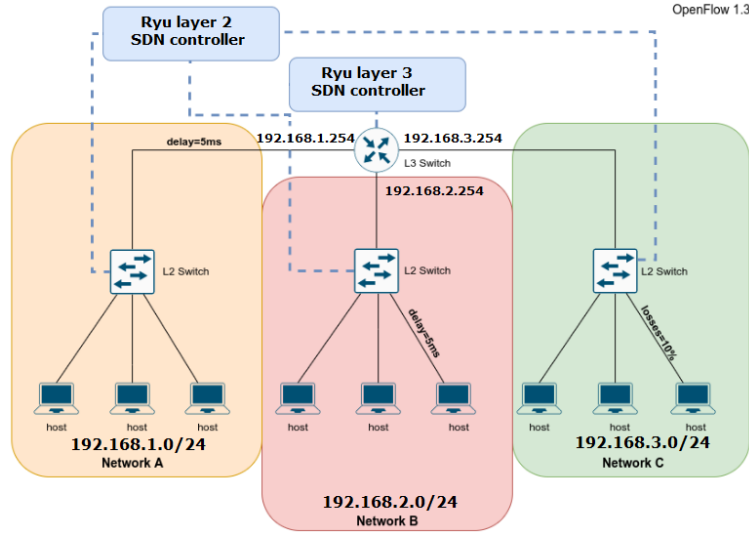 OpenFlow 1.3
Ryu layer 2
SDN controller
Ryu layer 3
SDN controller
delay=5ms
192.168.1.254
192.168.3.254
L3 Switch
192.168.2.254
L2 Switch
L2 Switch
L2 Switch
delay=5ms
losses=10%
host
host
host
host
host
host
host
host
host
192.168.1.0/24
Network A
192.168.2.0/24
Network B
192.168.3.0/24
Network C